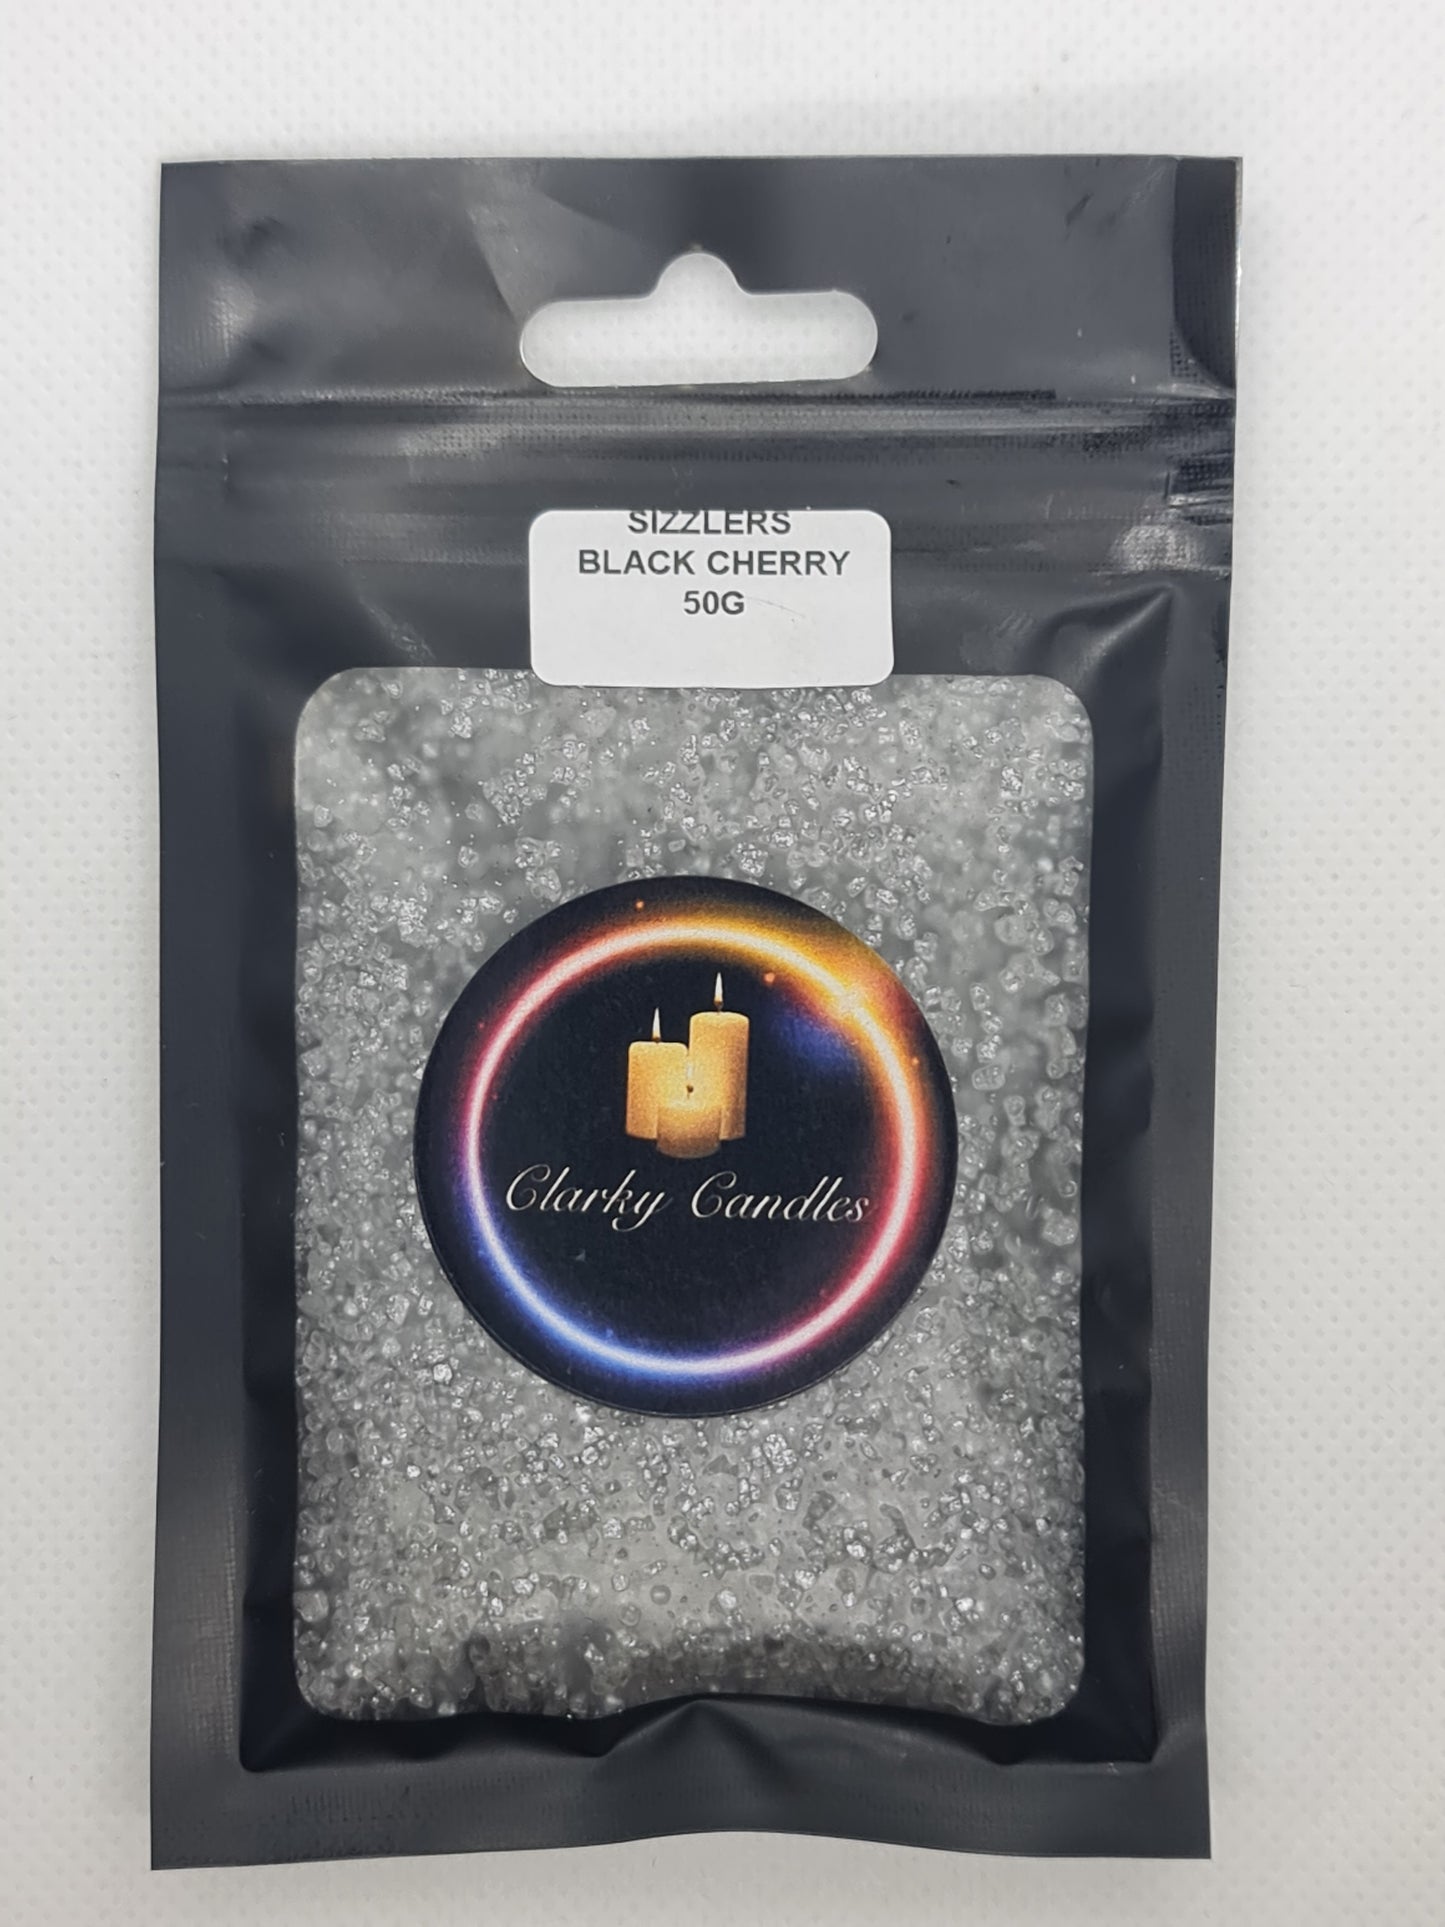 SIZZLERS
BLACK CHERRY
50G
Clarky Candles